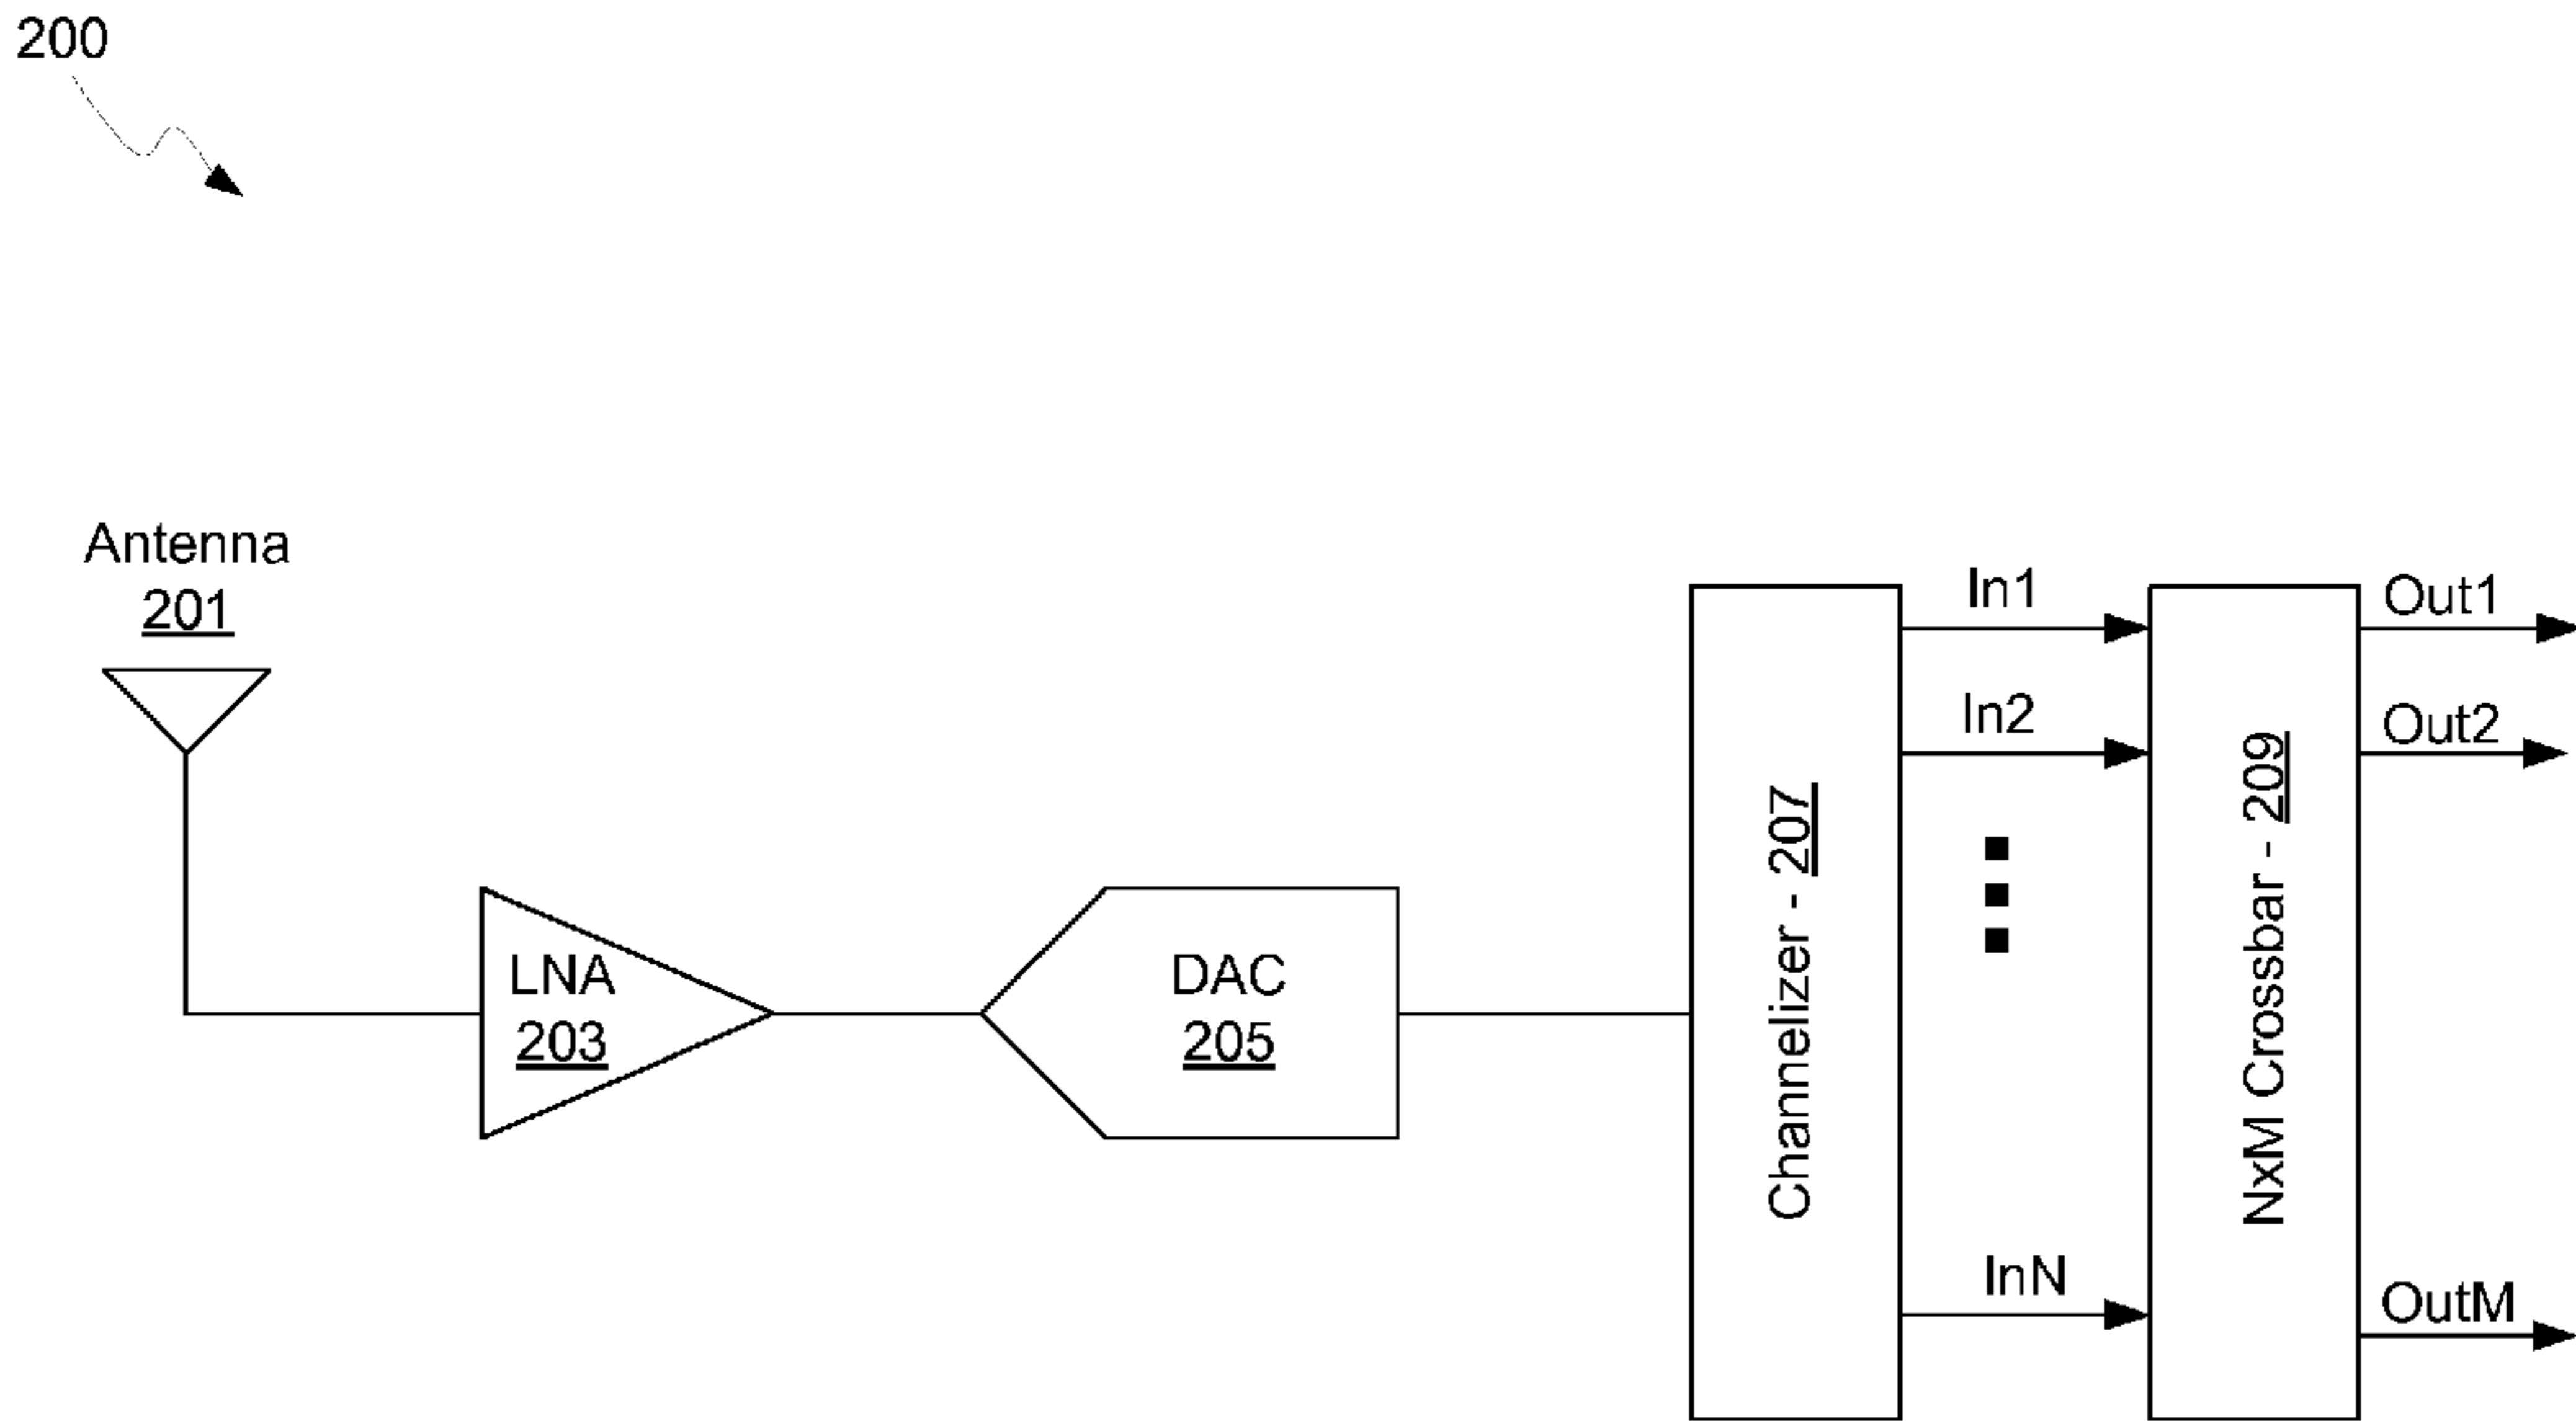 200
Antenna
201
LNA
203
DAC
205
Channelizer - 207
In1
In2
InN
NxM Crossbar - 209
Out1
Out2
OutM